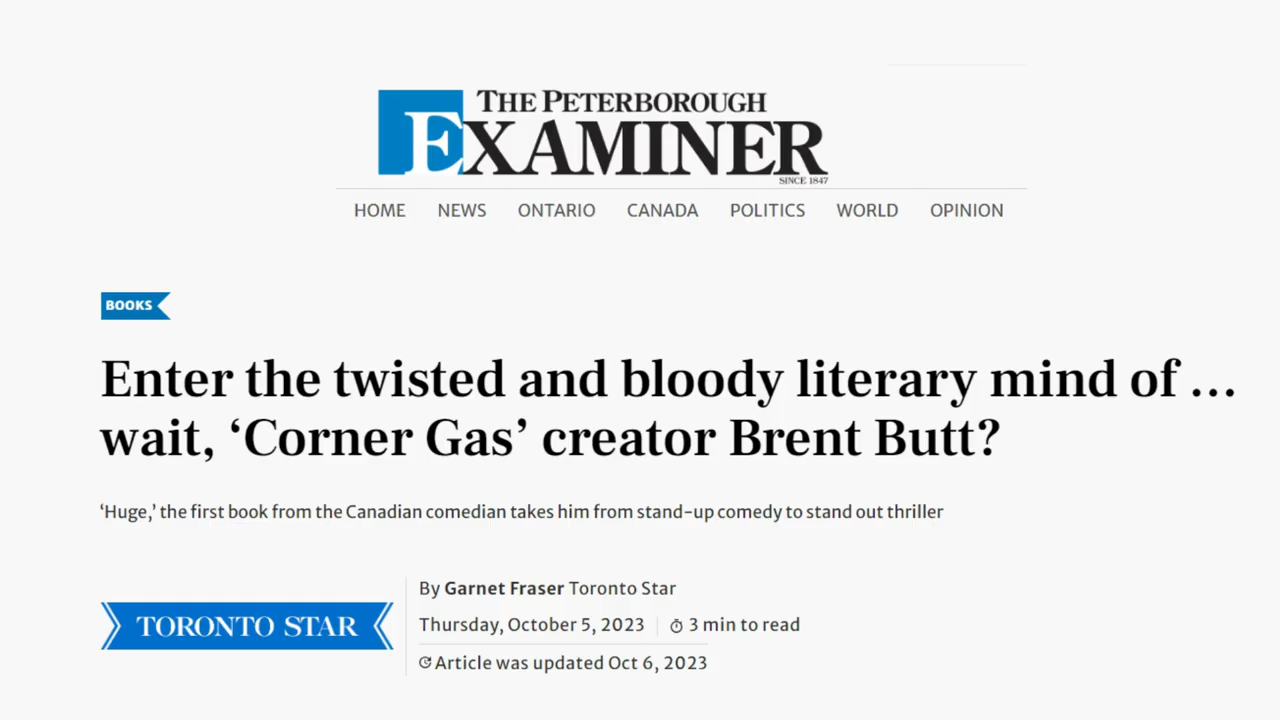 THE PETERBOROUGH
EXAMINER
SINCE 1847
HOME NEWS ONTARIO CANADA POLITICS WORLD OPINION
BOOKS
Enter the twisted and bloody literary mind of …
wait, ‘Corner Gas’ creator Brent Butt?
‘Huge,’ the first book from the Canadian comedian takes him from stand-up comedy to stand out thriller
By Garnet Fraser Toronto Star
TORONTO STAR
Thursday, October 5, 2023 3 min to read
Article was updated Oct 6, 2023